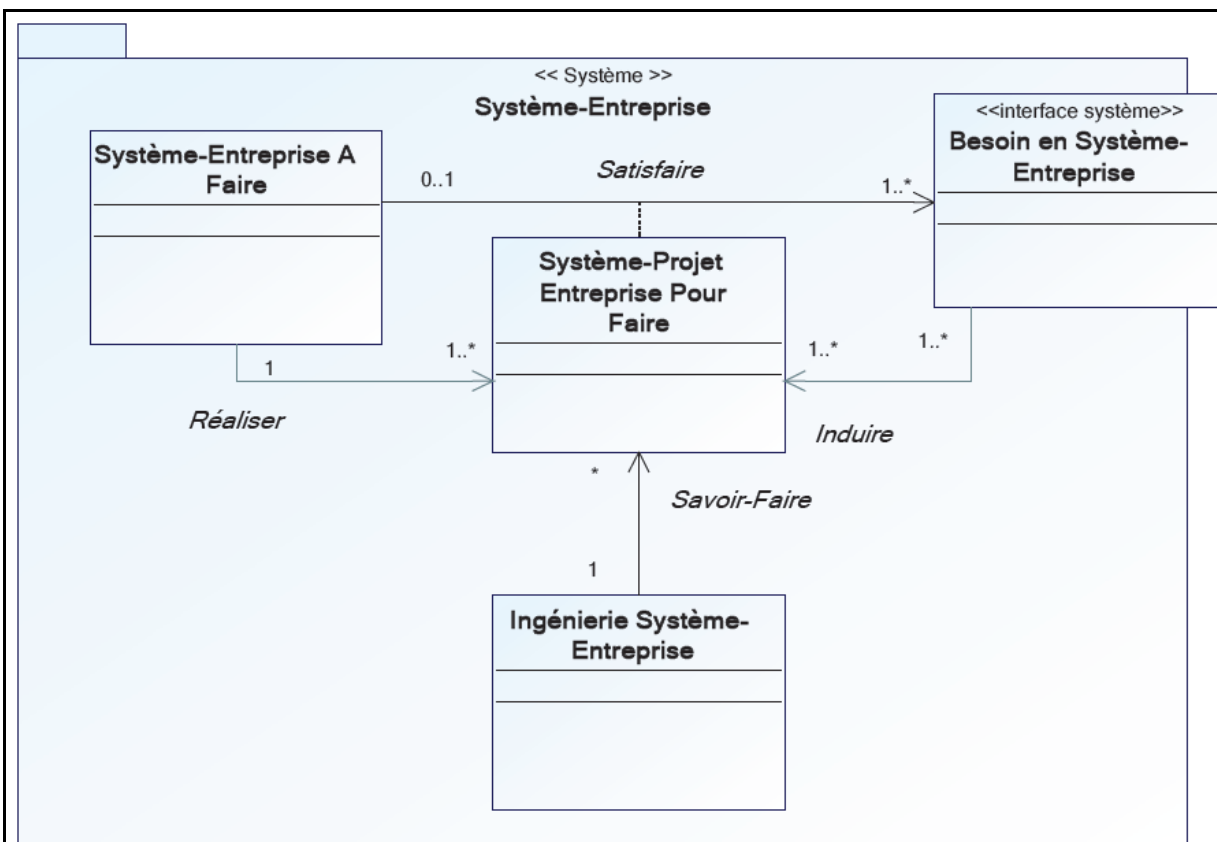 << Système >>
Système-Entreprise
<<interface système>>
Besoin en Système-
Entreprise
Système-Entreprise A
Faire
0..1
Satisfaire
1..*
Système-Projet
Entreprise Pour
Faire
1
1..*
Réaliser
1..*
1..*
Induire
*
Savoir-Faire
1
Ingénierie Système-
Entreprise